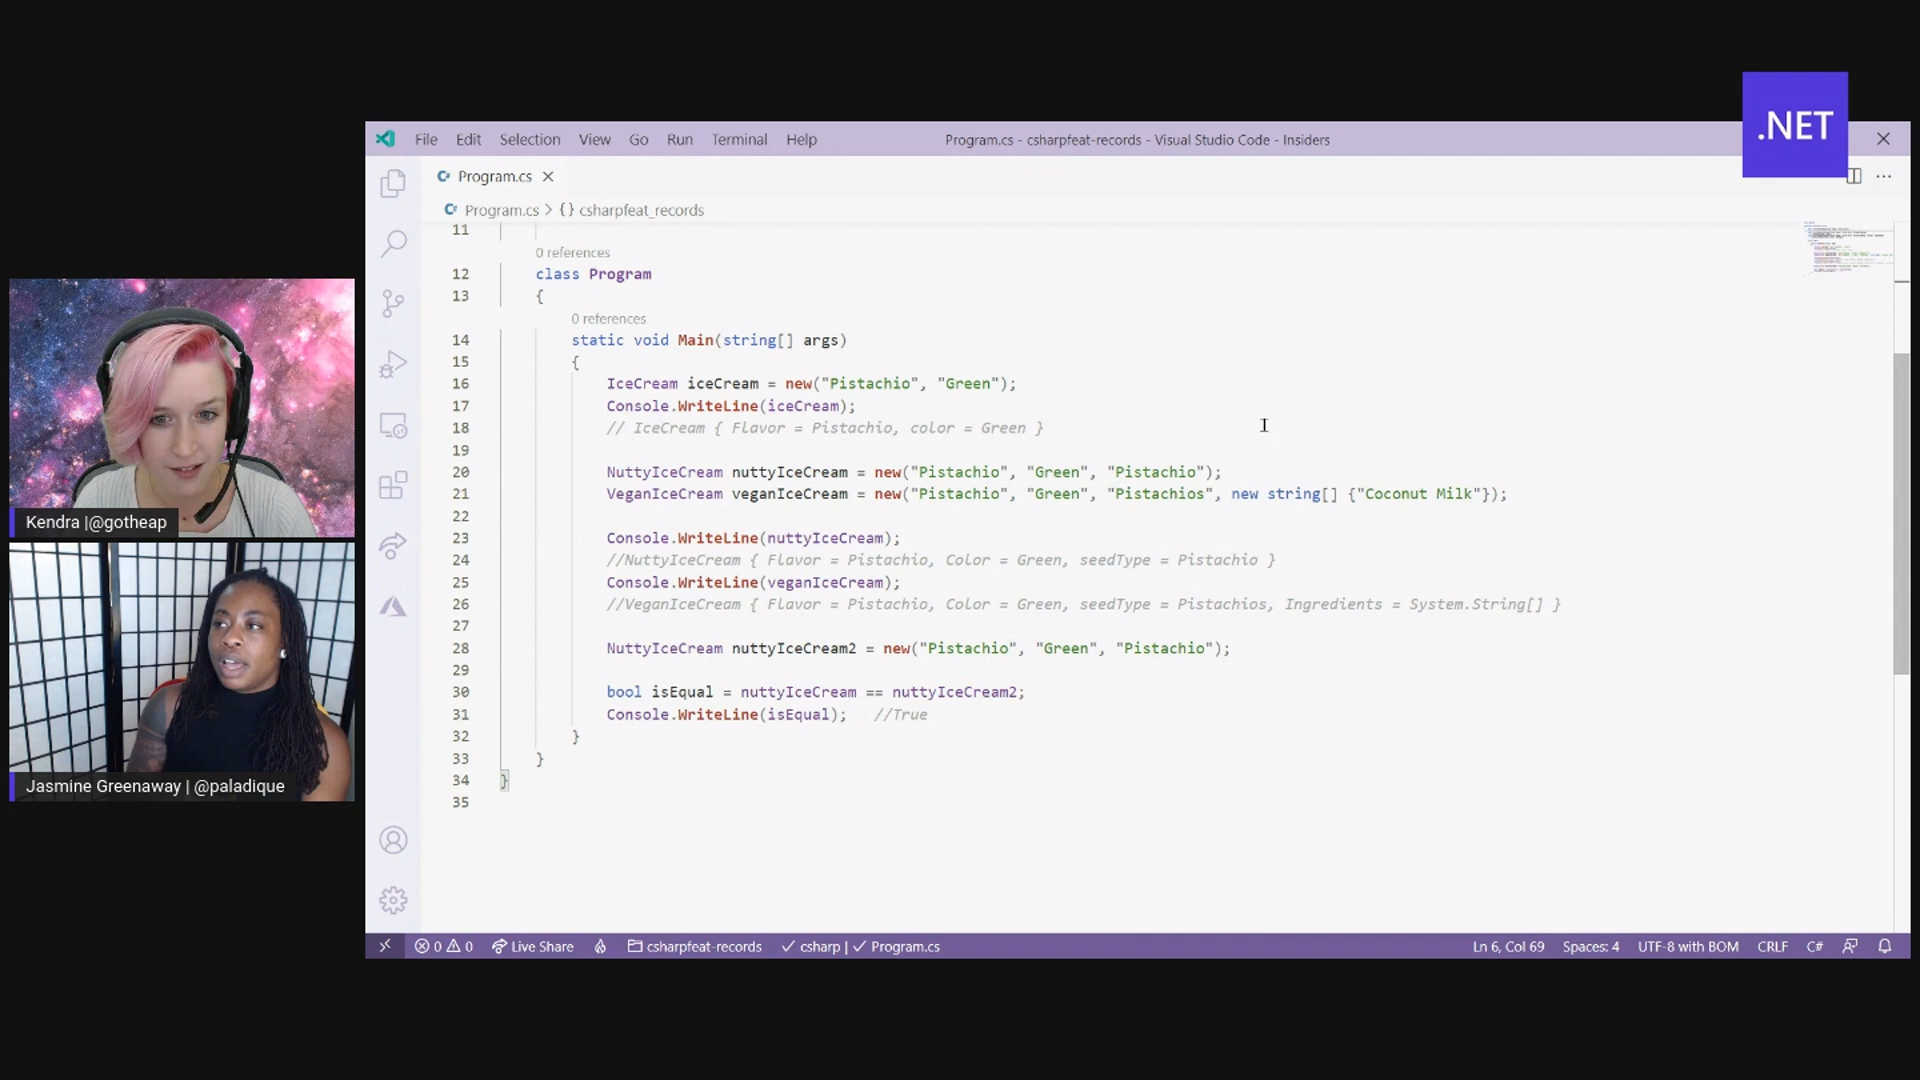 .NET
File Edit Selection View Go Run Terminal Help Program.cs - csharpfeat-records - Visual Studio Code - Insiders
Program.cs
Program.cs > {} csharpfeat_records
11
0 references
12 class Program
13 {
0 references
14 static void Main(string[] args)
15 {
16 IceCream iceCream = new("Pistachio", "Green");
17 Console.WriteLine(iceCream);
18 // IceCream { Flavor = Pistachio, color = Green }
19
20 NuttyIceCream nuttyIceCream = new("Pistachio", "Green", "Pistachio");
21 VeganIceCream veganIceCream = new("Pistachio", "Green", "Pistachios", new string[] {"Coconut Milk"});
22
23 Console.WriteLine(nuttyIceCream);
24 //NuttyIceCream { Flavor = Pistachio, Color = Green, seedType = Pistachio }
25 Console.WriteLine(veganIceCream);
26 //VeganIceCream { Flavor = Pistachio, Color = Green, seedType = Pistachios, Ingredients = System.String[] }
27
28 NuttyIceCream nuttyIceCream2 = new("Pistachio", "Green", "Pistachio");
29
30 bool isEqual = nuttyIceCream == nuttyIceCream2;
31 Console.WriteLine(isEqual); //True
32 }
33 }
34 }
35
Kendra |@gotheap
Jasmine Greenaway | @paladique
0 0 Live Share csharpfeat-records csharp | Program.cs Ln 6, Col 69 Spaces: 4 UTF-8 with BOM CRLF C#